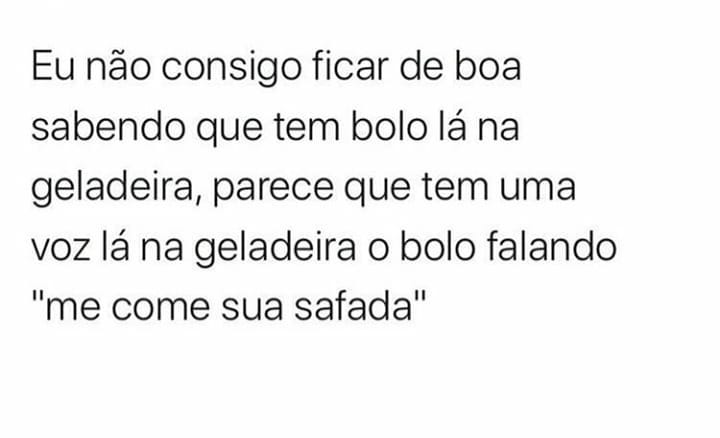 Eu não consigo ficar de boa
sabendo que tem bolo lá na
geladeira, parece que tem uma
voz lá na geladeira o bolo falando
"me come sua safada"